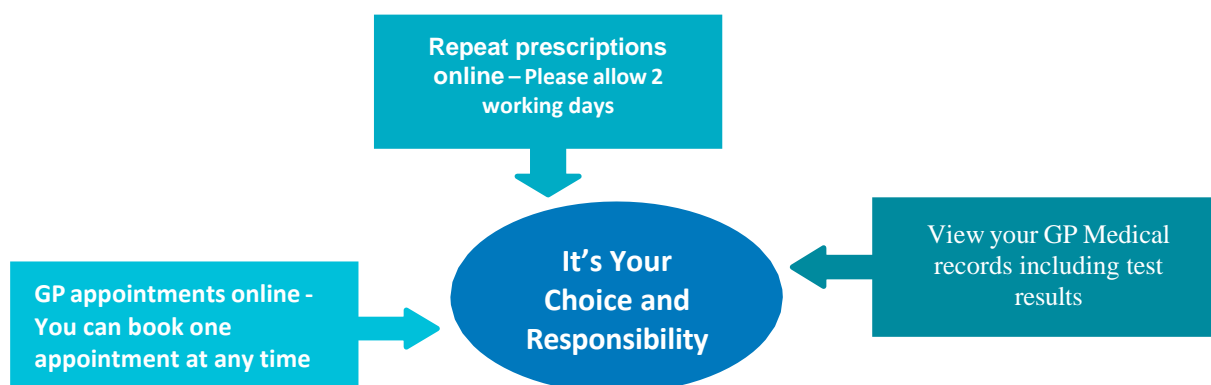 Repeat prescriptions
online – Please allow 2
working days
View your GP Medical
records including test
results
It’s Your
Choice and
Responsibility
GP appointments online -
You can book one
appointment at any time